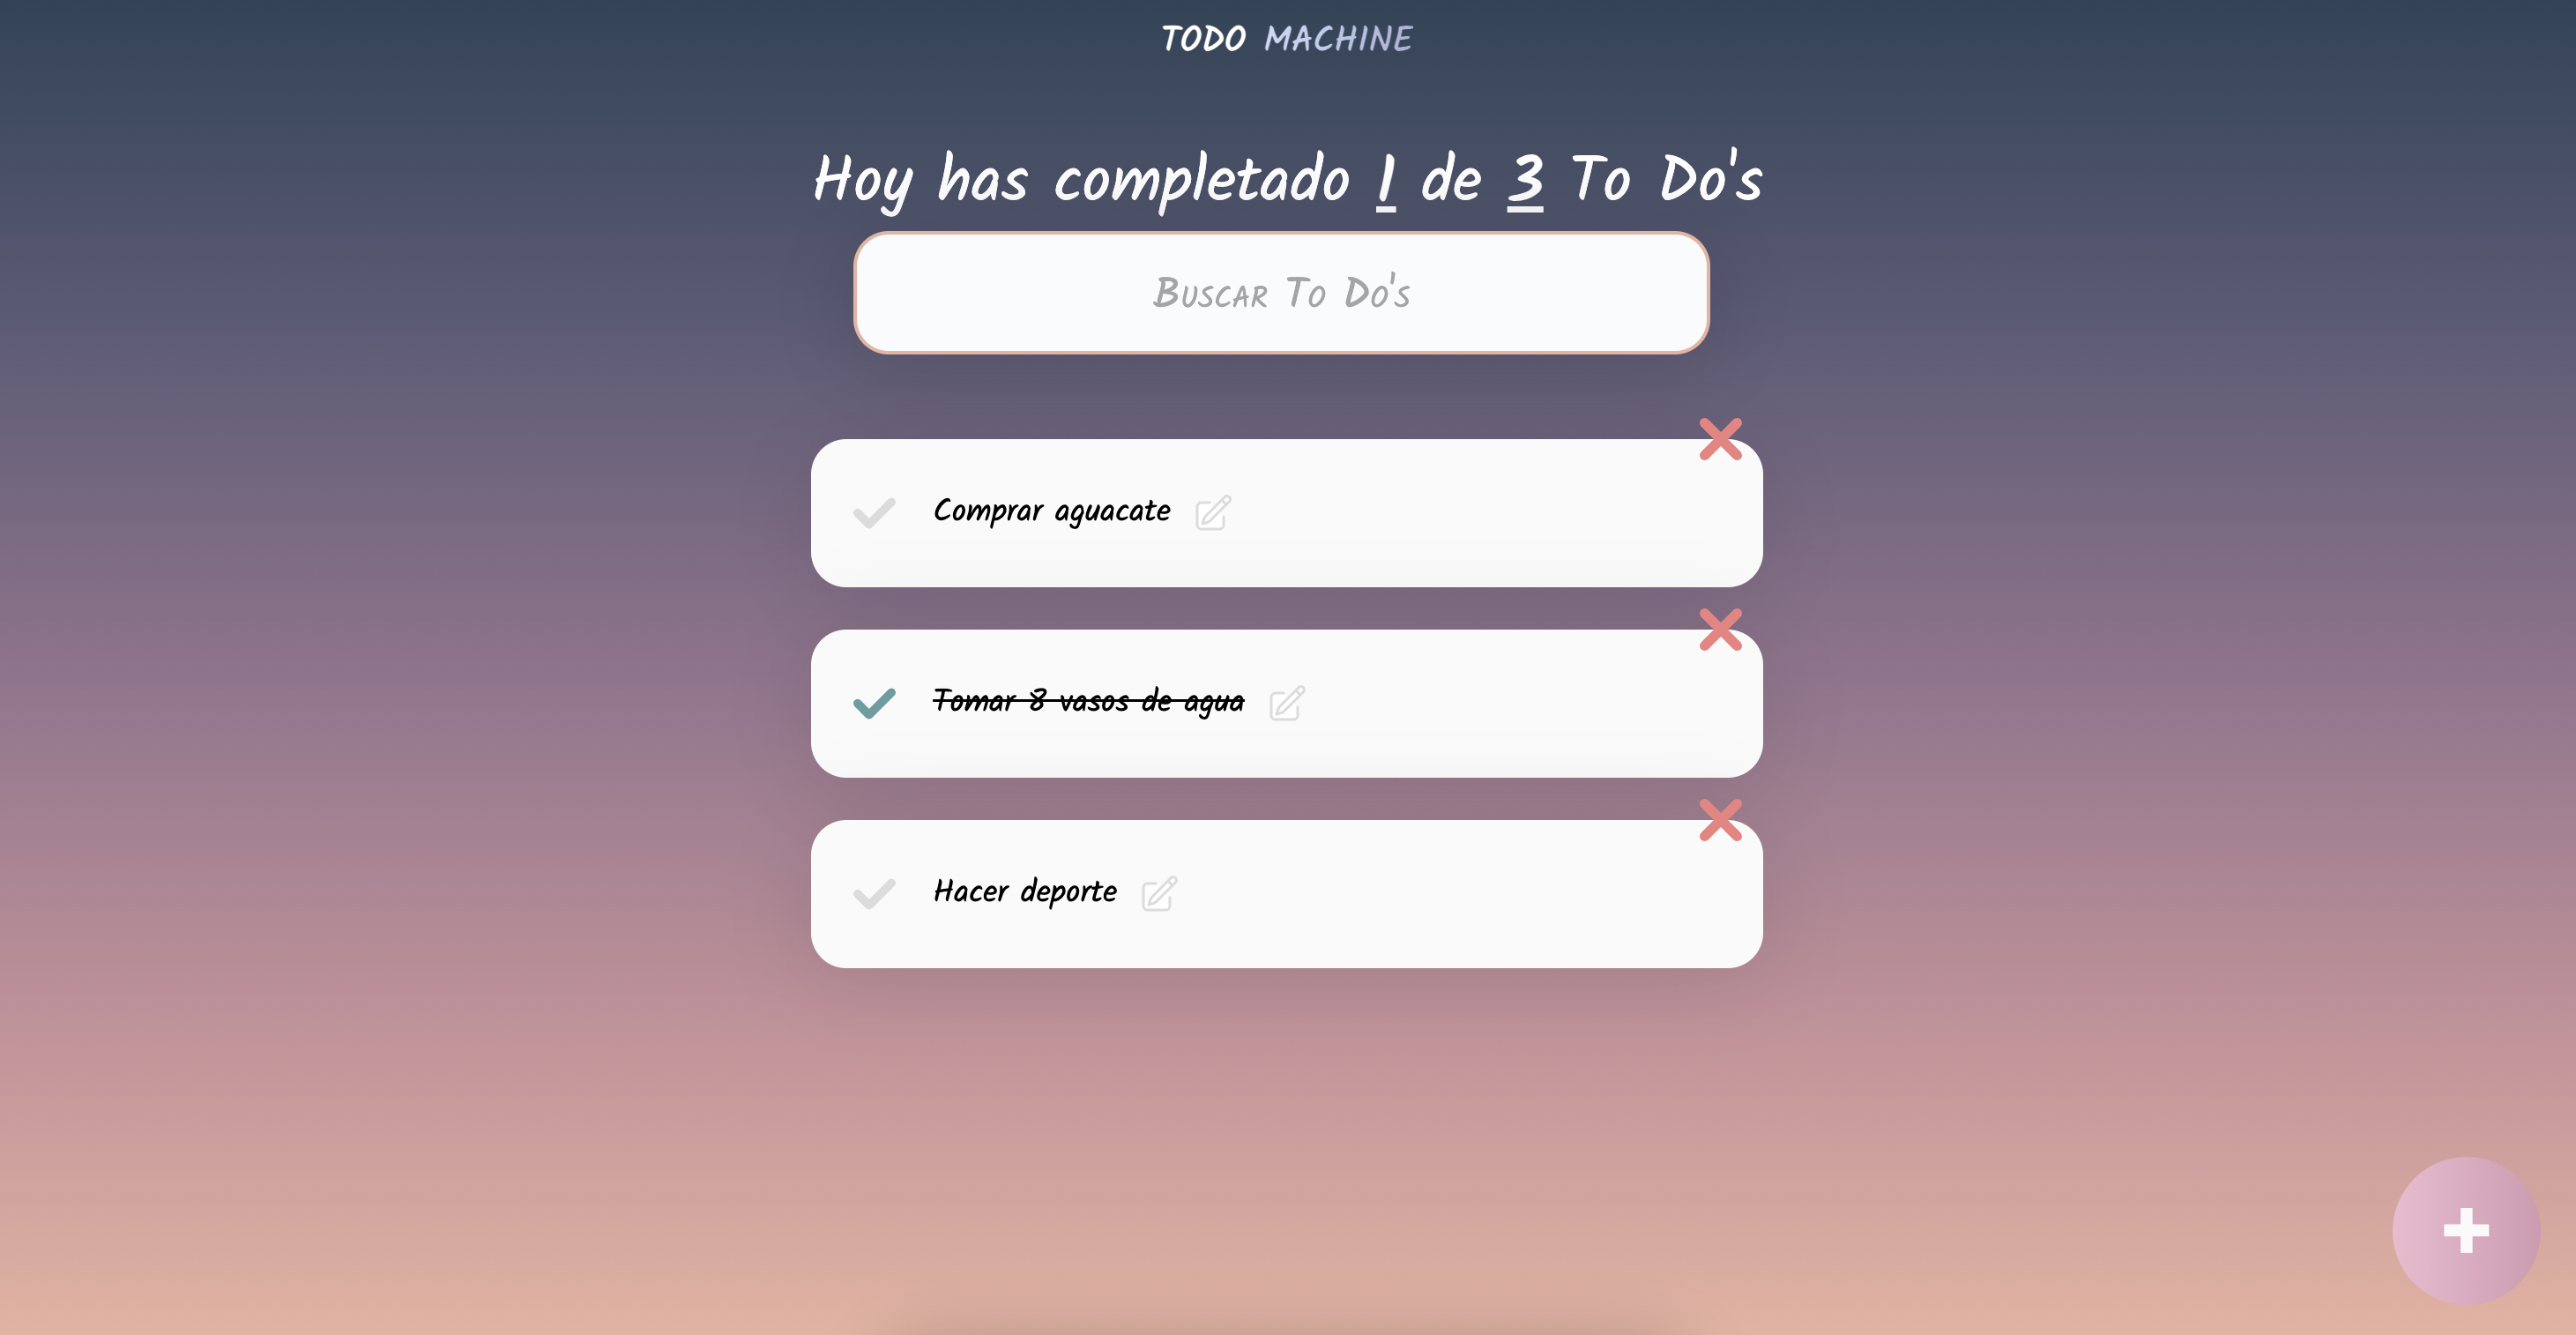 TODO MACHINE
Hoy has completado 1 de 3 To Do's
Buscar To Do's
Comprar aguacate
Tomar 8 vasos de agua
Hacer deporte